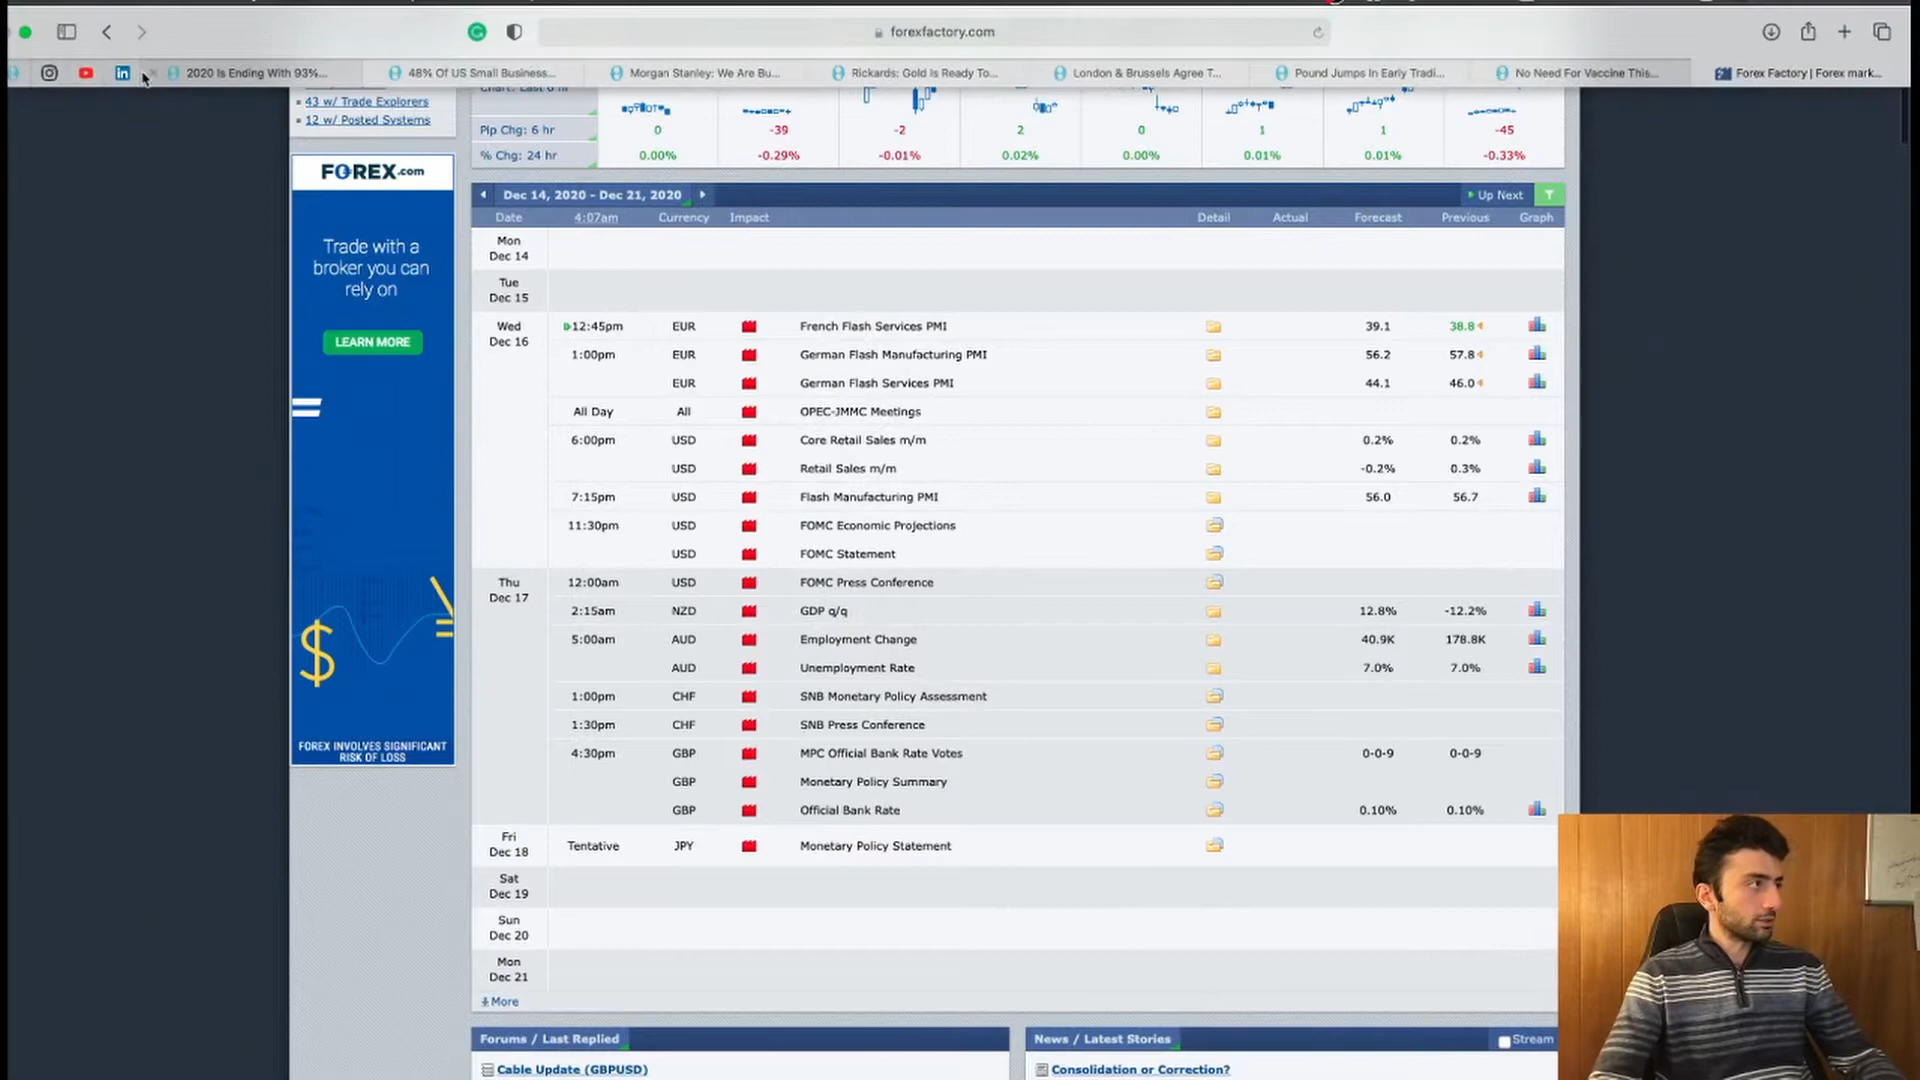 forexfactory.com
2020 Is Ending With 93%...
48% Of US Small Business...
Morgan Stanley: We Are Bu...
Rickards: Gold Is Ready To...
London & Brussels Agree T...
Pound Jumps In Early Tradi...
No Need For Vaccine This...
Forex Factory | Forex mark...
43 w/ Trade Explorers
12 w/ Posted Systems
FOREX.com
Trade with a
broker you can
rely on
LEARN MORE
FOREX INVOLVES SIGNIFICANT
RISK OF LOSS
Pip Chg: 6 hr 0 -39 -2 2 0 1 1 -45
% Chg: 24 hr 0.00% -0.29% -0.01% 0.02% 0.00% 0.01% 0.01% -0.33%
Dec 14, 2020 - Dec 21, 2020 Up Next
Date 4:07am Currency Impact Detail Actual Forecast Previous Graph
Mon
Dec 14
Tue
Dec 15
Wed
Dec 16
12:45pm EUR French Flash Services PMI 39.1 38.8
1:00pm EUR German Flash Manufacturing PMI 56.2 57.8
EUR German Flash Services PMI 44.1 46.0
All Day All OPEC-JMMC Meetings
6:00pm USD Core Retail Sales m/m 0.2% 0.2%
USD Retail Sales m/m -0.2% 0.3%
7:15pm USD Flash Manufacturing PMI 56.0 56.7
11:30pm USD FOMC Economic Projections
USD FOMC Statement
Thu
Dec 17
12:00am USD FOMC Press Conference
2:15am NZD GDP q/q 12.8% -12.2%
5:00am AUD Employment Change 40.9K 178.8K
AUD Unemployment Rate 7.0% 7.0%
1:00pm CHF SNB Monetary Policy Assessment
1:30pm CHF SNB Press Conference
4:30pm GBP MPC Official Bank Rate Votes 0-0-9 0-0-9
GBP Monetary Policy Summary
GBP Official Bank Rate 0.10% 0.10%
Fri
Dec 18
Tentative JPY Monetary Policy Statement
Sat
Dec 19
Sun
Dec 20
Mon
Dec 21
More
Forums / Last Replied
Cable Update (GBPUSD)
News / Latest Stories
Stream
Consolidation or Correction?